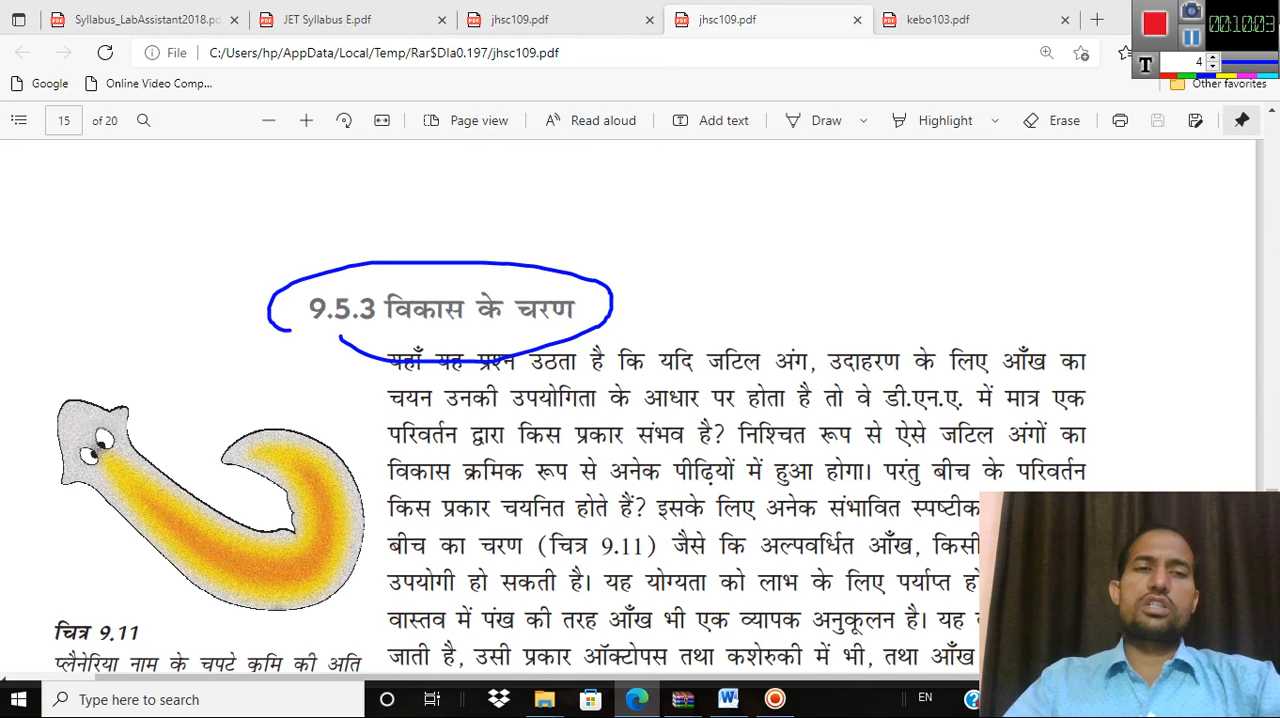 Syllabus_LabAssistant2018.pd
JET Syllabus E.pdf
jhsc109.pdf
jhsc109.pdf
kebo103.pdf
File
C:/Users/hp/AppData/Local/Temp/Rar$DIa0.197/jhsc109.pdf
T
4
Google
Online Video Comp...
Other favorites
15
of 20
Page view
Read aloud
Add text
Draw
Highlight
Erase
9.5.3 विकास के चरण
यहाँ यह प्रश्न उठता है कि यदि जटिल अंग, उदाहरण के लिए आँख का
चयन उनकी उपयोगिता के आधार पर होता है तो वे डी.एन.ए. में मात्र एक
परिवर्तन द्वारा किस प्रकार संभव है? निश्चित रूप से ऐसे जटिल अंगों का
विकास क्रमिक रूप से अनेक पीढ़ियों में हुआ होगा। परंतु बीच के परिवर्तन
किस प्रकार चयनित होते हैं? इसके लिए अनेक संभावित स्पष्टीक
बीच का चरण (चित्र 9.11) जैसे कि अल्पवर्धित आँख, किसी
उपयोगी हो सकती है। यह योग्यता को लाभ के लिए पर्याप्त हो
वास्तव में पंख की तरह आँख भी एक व्यापक अनुकूलन है। यह
जाती है, उसी प्रकार ऑक्टोपस तथा कशेरुकी में भी, तथा आँख
चित्र 9.11
प्लैनेरिया नाम के चपटे कृमि की अति
Type here to search
EN